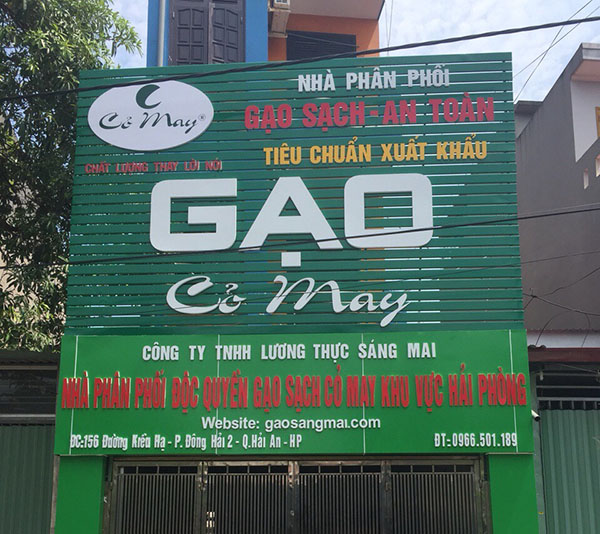 NHÀ PHÂN PHỐI
Cỏ May®
GẠO SẠCH - AN TOÀN
CHẤT LƯỢNG THAY LỜI NÓI
TIÊU CHUẨN XUẤT KHẨU
GẠO
Cỏ May
CÔNG TY TNHH LƯƠNG THỰC SÁNG MAI
NHÀ PHÂN PHỐI ĐỘC QUYỀN GẠO SẠCH CỎ MAY KHU VỰC HẢI PHÒNG
Website: gaosangmai.com
ĐC:156 Đường Kiều Hạ - P. Đông Hải 2 - Q.Hải An - HP
ĐT: 0966.501.189